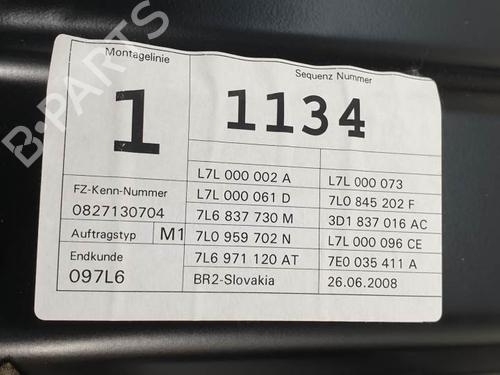 Montagelinie
1
Sequenz Nummer
1134
FZ-Kenn-Nummer
0827130704
Auftragstyp M1
Endkunde
097L6
L7L 000 002 A L7L 000 073
L7L 000 061 D 7L0 845 202 F
7L6 837 730 M 3D1 837 016 AC
7L0 959 702 N L7L 000 096 CE
7L6 971 120 AT 7E0 035 411 A
BR2-Slovakia 26.06.2008
B-PARTS